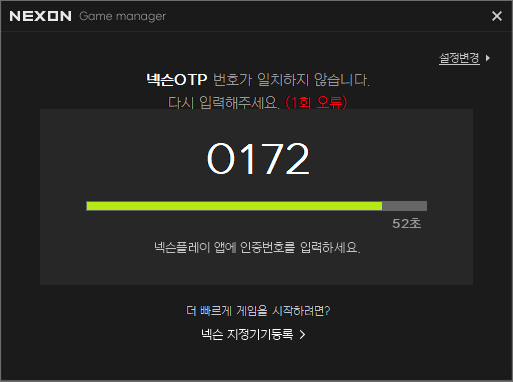 NEXON Game manager
설정변경
넥슨OTP 번호가 일치하지 않습니다.
다시 입력해주세요. (1회 오류)
0172
52초
넥슨플레이 앱에 인증번호를 입력하세요.
더 빠르게 게임을 시작하려면?
넥슨 지정기기등록 >